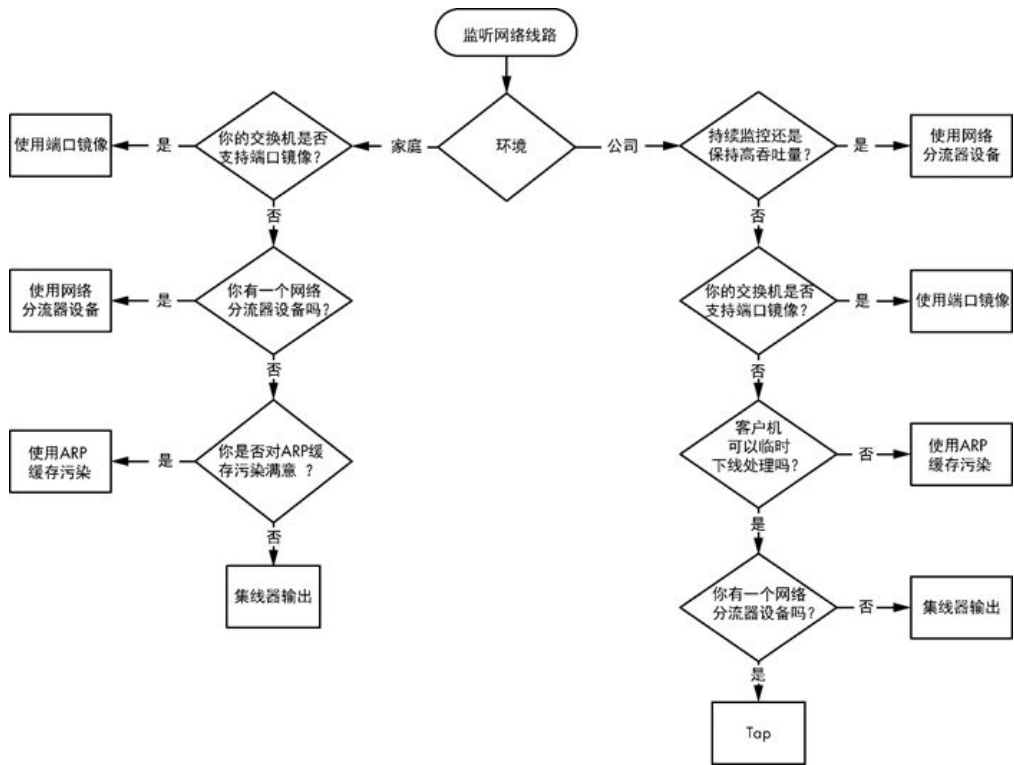 监听网络线路
环境
家庭
公司
你的交换机是否
支持端口镜像？
是
使用端口镜像
否
你有一个网络
分流器设备吗？
是
使用网络
分流器设备
否
你是否对ARP缓
存污染满意 ？
是
使用ARP
缓存污染
否
集线器输出
持续监控还是
保持高吞吐量？
是
使用网络
分流器设备
否
你的交换机是否
支持端口镜像？
是
使用端口镜像
否
客户机
可以临时
下线处理吗？
否
使用ARP
缓存污染
是
你有一个网络
分流器设备吗？
否
集线器输出
是
Tap